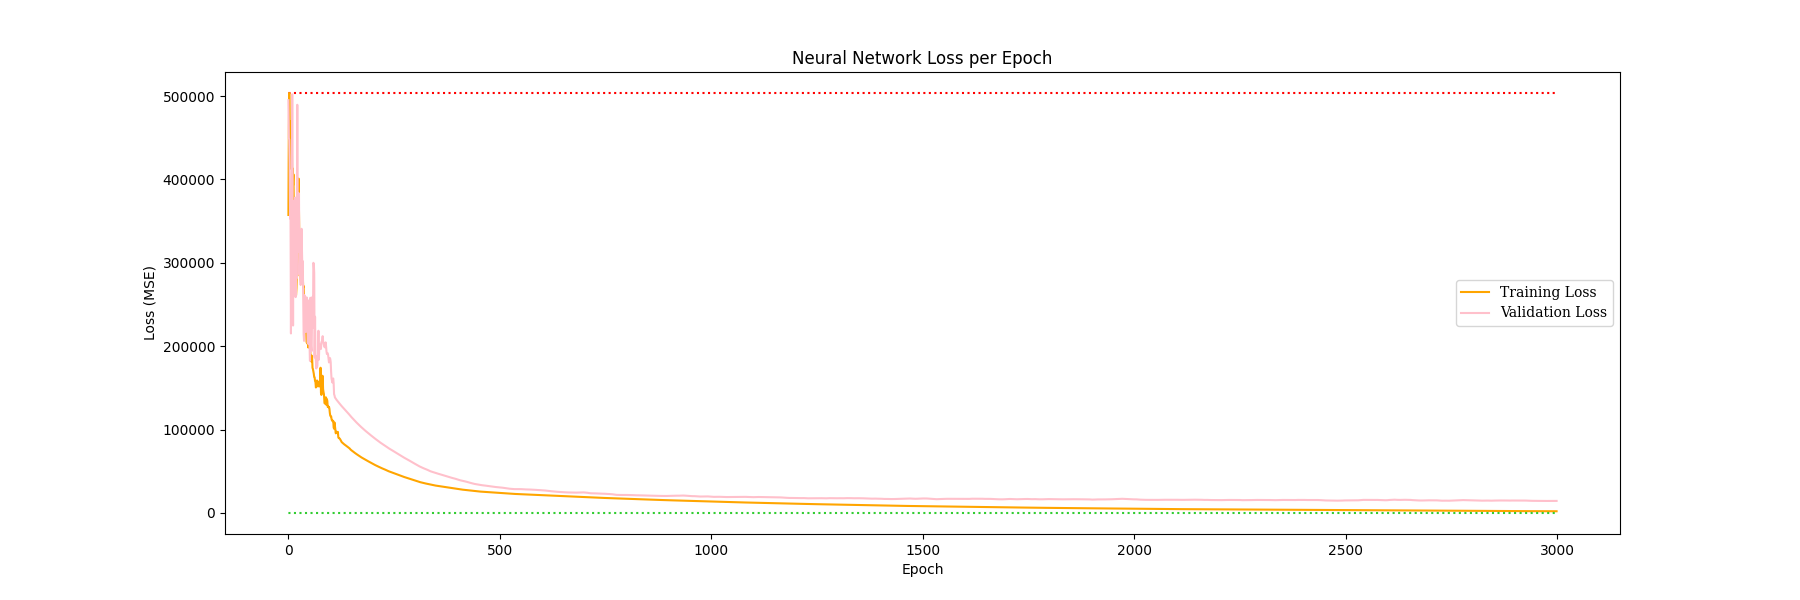 Neural Network Loss per Epoch
500000
400000
300000
200000
100000
0
Loss (MSE)
Training Loss
Validation Loss
0 500 1000 1500 2000 2500 3000
Epoch